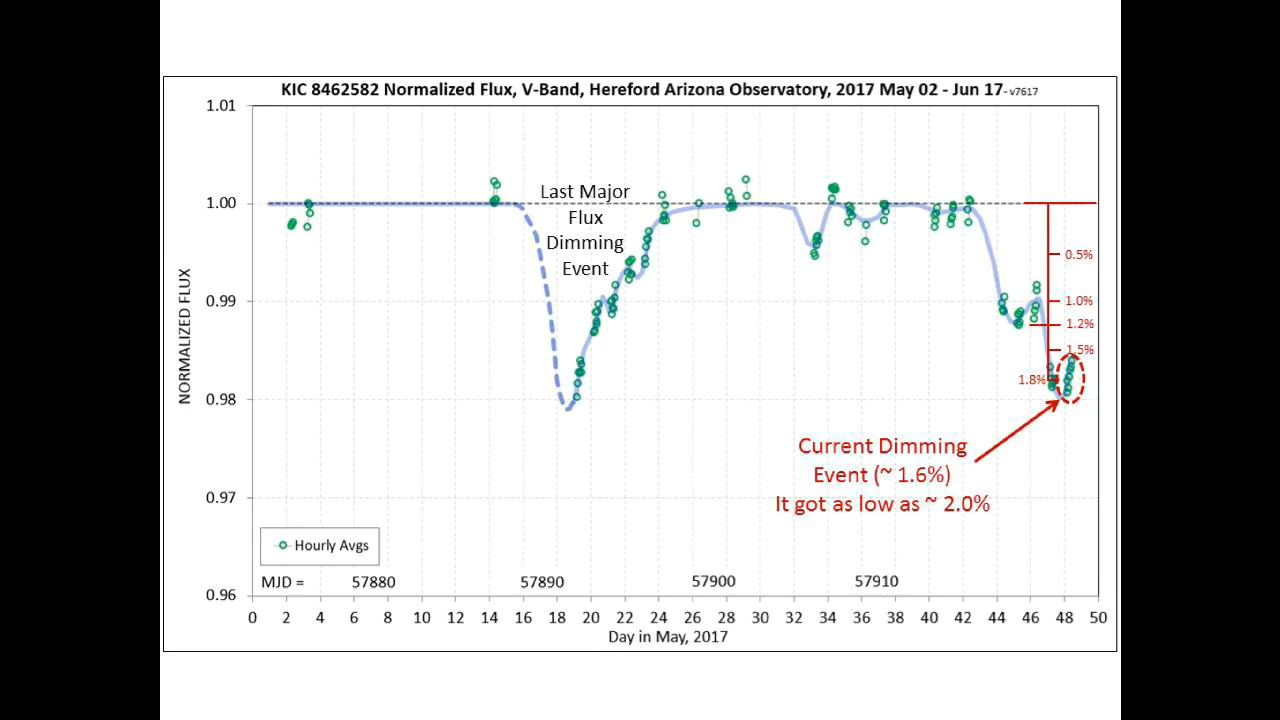 KIC 8462582 Normalized Flux, V-Band, Hereford Arizona Observatory, 2017 May 02 - Jun 17 - v7617
1.01
1.00
0.99
0.98
0.97
0.96
NORMALIZED FLUX
Last Major
Flux
Dimming
Event
0.5%
1.0%
1.2%
1.5%
1.8%
Current Dimming
Event (~ 1.6%)
It got as low as ~ 2.0%
Hourly Avgs
MJD = 57880 57890 57900 57910
0 2 4 6 8 10 12 14 16 18 20 22 24 26 28 30 32 34 36 38 40 42 44 46 48 50
Day in May, 2017